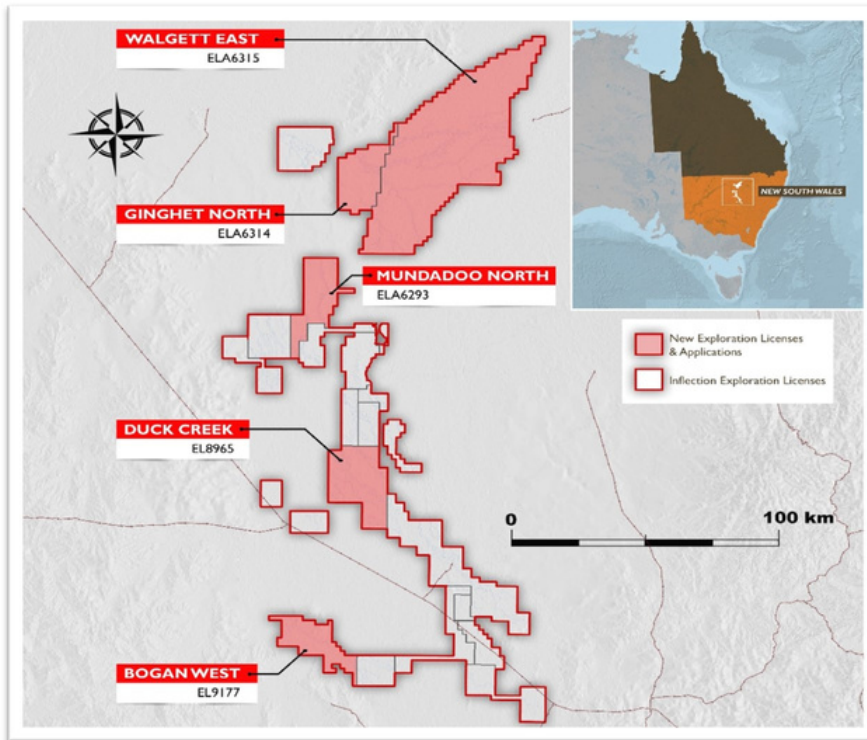 WALGETT EAST
ELA6315
NEW SOUTH WALES
GINGHET NORTH
ELA6314
MUNDADOO NORTH
ELA6293
New Exploration Licenses
& Applications
Inflection Exploration Licenses
DUCK CREEK
EL8965
0 100 km
BOGAN WEST
EL9177